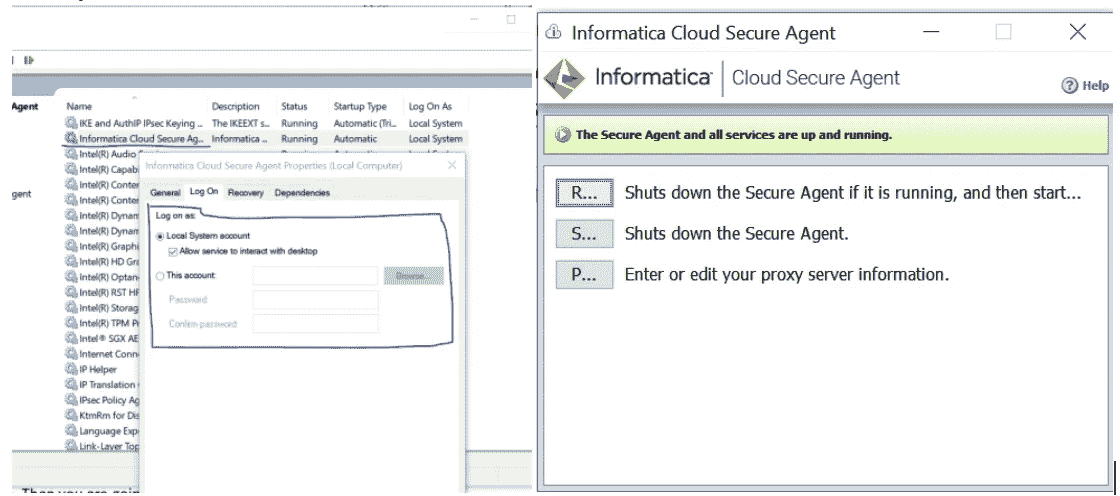 Agent
Name Description Status Startup Type Log On As
IKE and AuthIP IPsec Keying ... The IKEEXT s... Running Automatic (Tri... Local System
Informatica Cloud Secure Ag... Informatica ... Running Automatic Local System
Intel(R) Audio
Intel(R) Capab
Intel(R) Conten
gent
Intel(R) Conten
Intel(R) Dynam
Intel(R) Dynam
Intel(R) Graphi
Intel(R) HD Gra
Intel(R) Optan
Intel(R) RST HF
Intel(R) Storag
Intel(R) TPM Pr
Intel® SGX AE
Internet Conn
IP Helper
IP Translation
IPsec Policy Ag
KtmRm for Dis
Language Exp
Link-Layer Top
Informatica Cloud Secure Agent Properties (Local Computer)
General Log On Recovery Dependencies
Log on as:
Local System account
Allow service to interact with desktop
This account: Browse...
Password:
Confirm password:
Then you are goin
Informatica Cloud Secure Agent
Informatica Cloud Secure Agent
Help
The Secure Agent and all services are up and running.
R... Shuts down the Secure Agent if it is running, and then start...
S... Shuts down the Secure Agent.
P... Enter or edit your proxy server information.